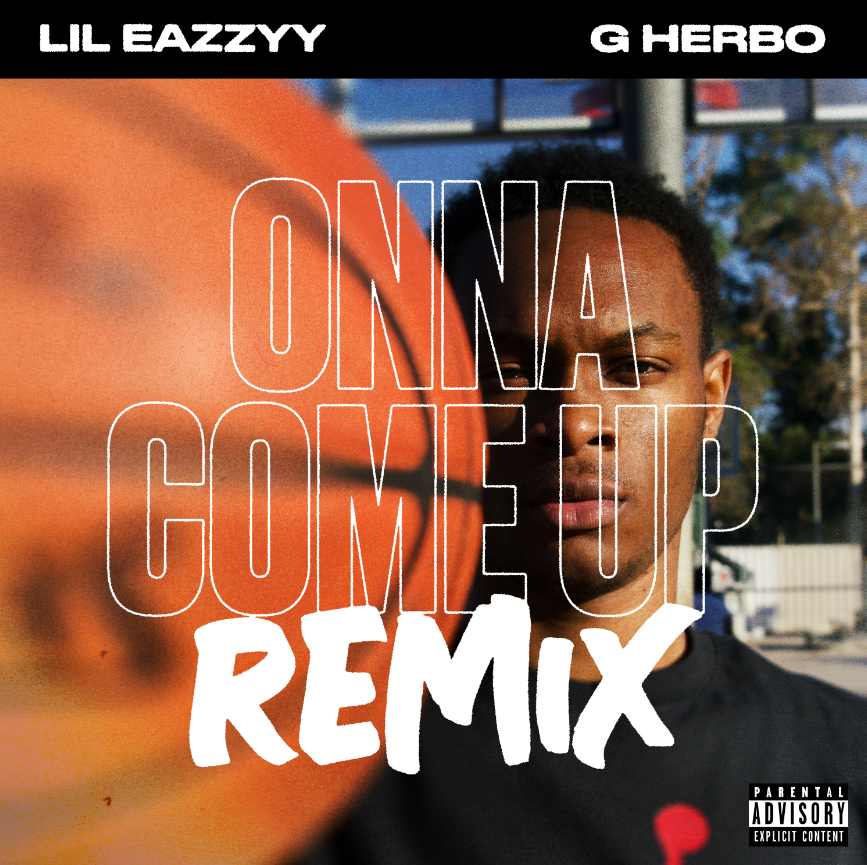 LIL EAZZYY
G HERBO
ONNA
COME UP
REMIX
PARENTAL
ADVISORY
EXPLICIT CONTENT